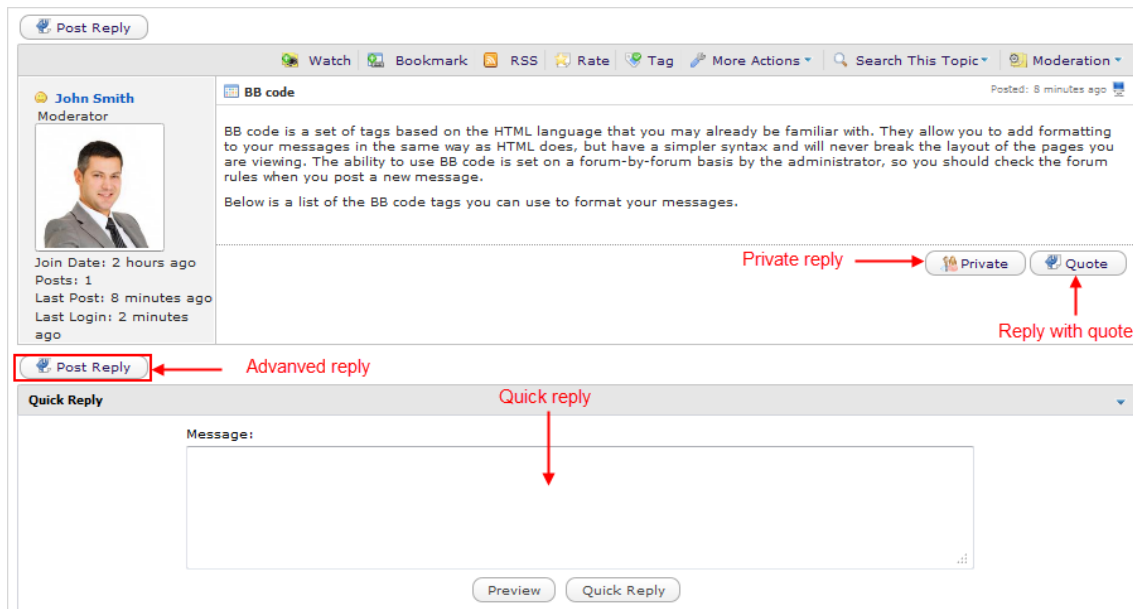 Post Reply
Watch Bookmark RSS Rate Tag More Actions Search This Topic Moderation
John Smith
Moderator
BB code
Posted: 8 minutes ago
BB code is a set of tags based on the HTML language that you may already be familiar with. They allow you to add formatting
to your messages in the same way as HTML does, but have a simpler syntax and will never break the layout of the pages you
are viewing. The ability to use BB code is set on a forum-by-forum basis by the administrator, so you should check the forum
rules when you post a new message.
Below is a list of the BB code tags you can use to format your messages.
Join Date: 2 hours ago
Posts: 1
Last Post: 8 minutes ago
Last Login: 2 minutes
ago
Private reply
Private
Quote
Reply with quote
Post Reply
Advanved reply
Quick Reply
Quick reply
Message:
Preview
Quick Reply